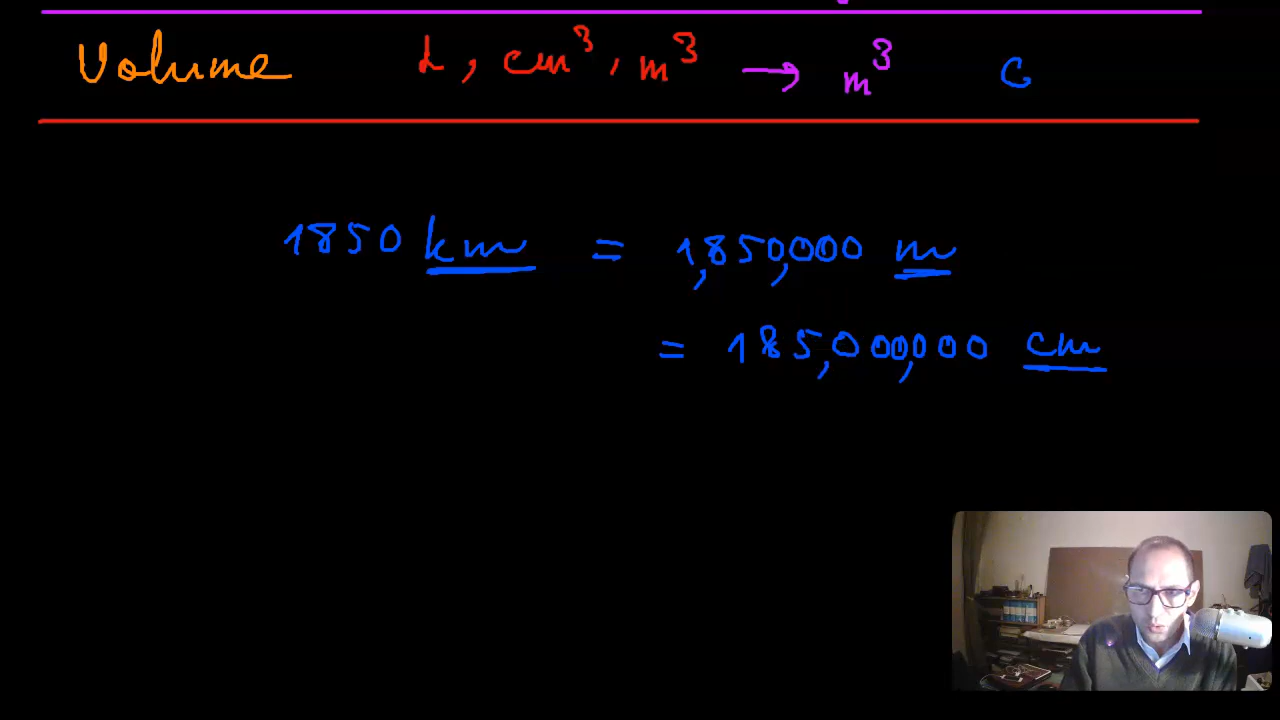 Volume L, cm³, m³ → m³ C
1850 km = 1,850,000 m
= 185,000,000 cm